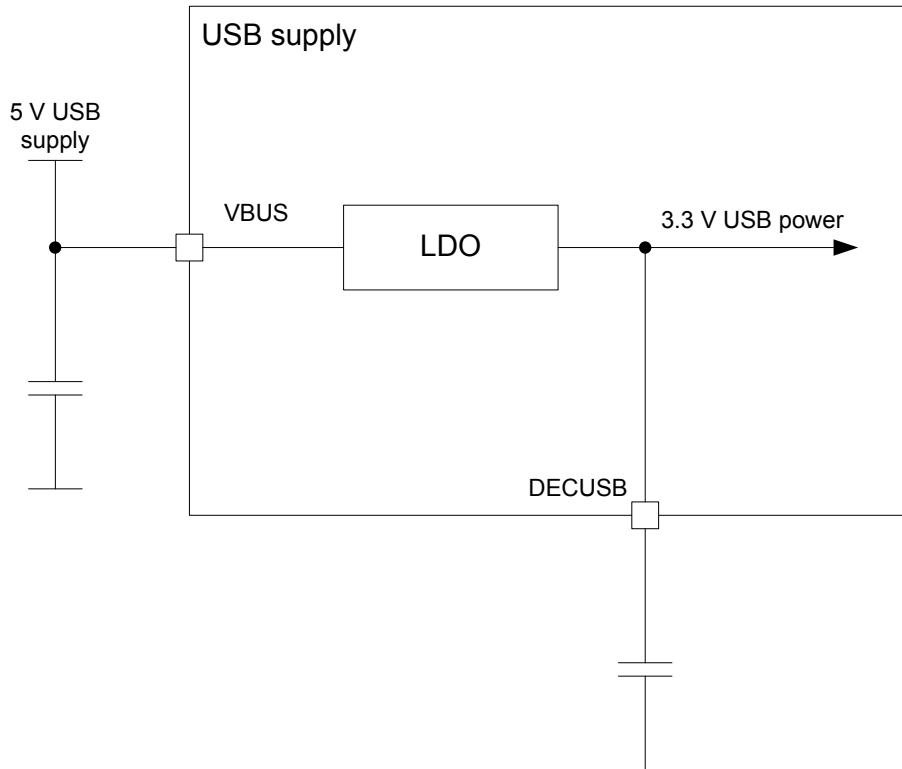 USB supply
5 V USB
supply
VBUS
LDO
3.3 V USB power
DECUSB